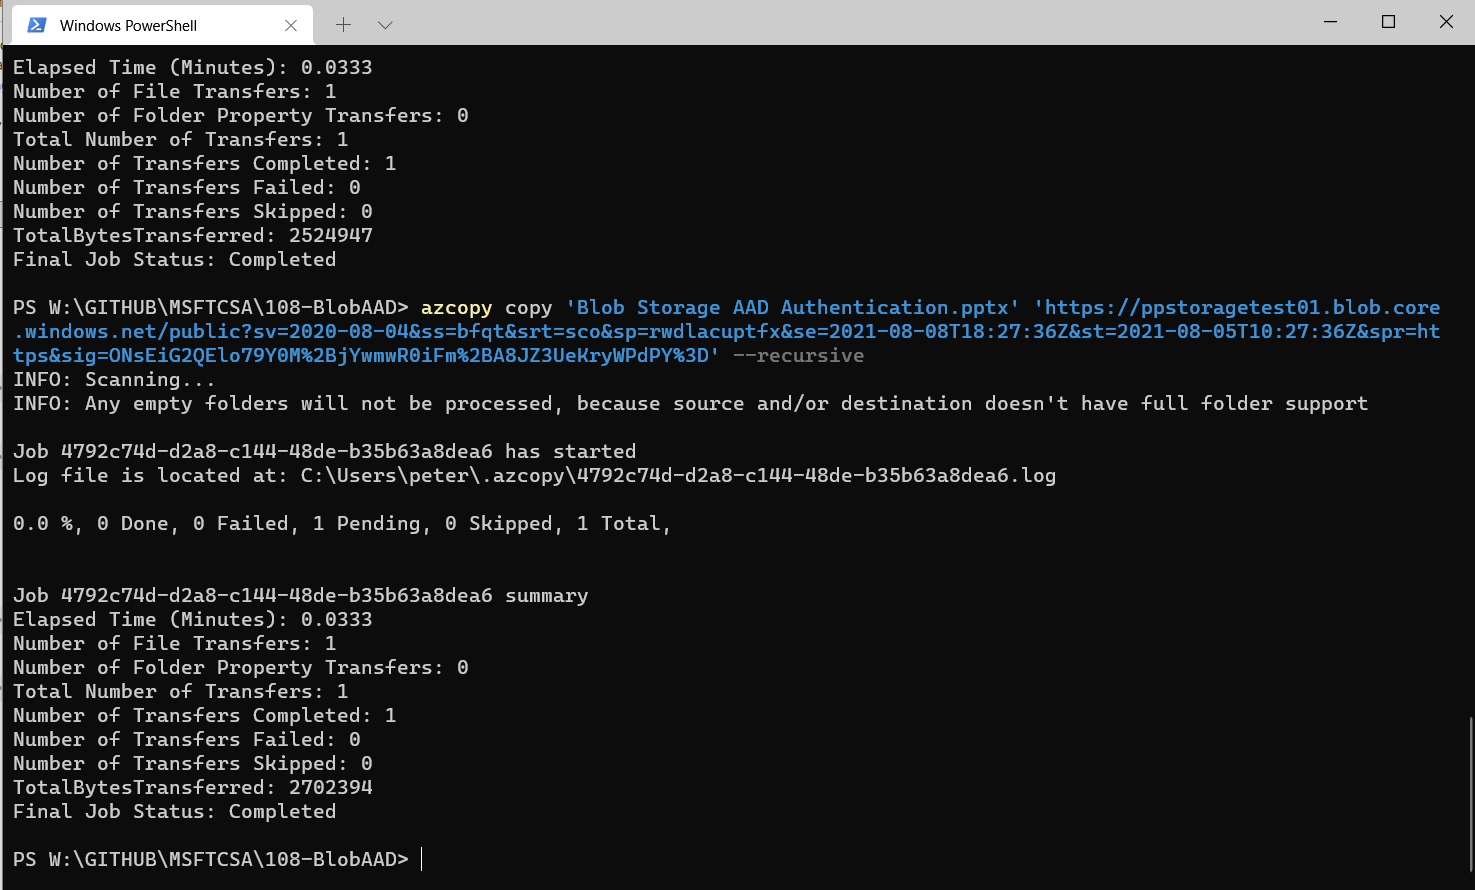 Windows PowerShell
Elapsed Time (Minutes): 0.0333
Number of File Transfers: 1
Number of Folder Property Transfers: 0
Total Number of Transfers: 1
Number of Transfers Completed: 1
Number of Transfers Failed: 0
Number of Transfers Skipped: 0
TotalBytesTransferred: 2524947
Final Job Status: Completed
PS W:\GITHUB\MSFTCSA\108-BlobAAD> azcopy copy 'Blob Storage AAD Authentication.pptx' 'https://ppstoragetest01.blob.core
.windows.net/public?sv=2020-08-04&ss=bfqt&srt=sco&sp=rwdlacuptfx&se=2021-08-08T18:27:36Z&st=2021-08-05T10:27:36Z&spr=ht
tps&sig=ONsEiG2QElo79Y0M%2BjYwmwR0iFm%2BA8JZ3UeKryWPdPY%3D' --recursive
INFO: Scanning...
INFO: Any empty folders will not be processed, because source and/or destination doesn't have full folder support
Job 4792c74d-d2a8-c144-48de-b35b63a8dea6 has started
Log file is located at: C:\Users\peter\.azcopy\4792c74d-d2a8-c144-48de-b35b63a8dea6.log
0.0 %, 0 Done, 0 Failed, 1 Pending, 0 Skipped, 1 Total,
Job 4792c74d-d2a8-c144-48de-b35b63a8dea6 summary
Elapsed Time (Minutes): 0.0333
Number of File Transfers: 1
Number of Folder Property Transfers: 0
Total Number of Transfers: 1
Number of Transfers Completed: 1
Number of Transfers Failed: 0
Number of Transfers Skipped: 0
TotalBytesTransferred: 2702394
Final Job Status: Completed
PS W:\GITHUB\MSFTCSA\108-BlobAAD>